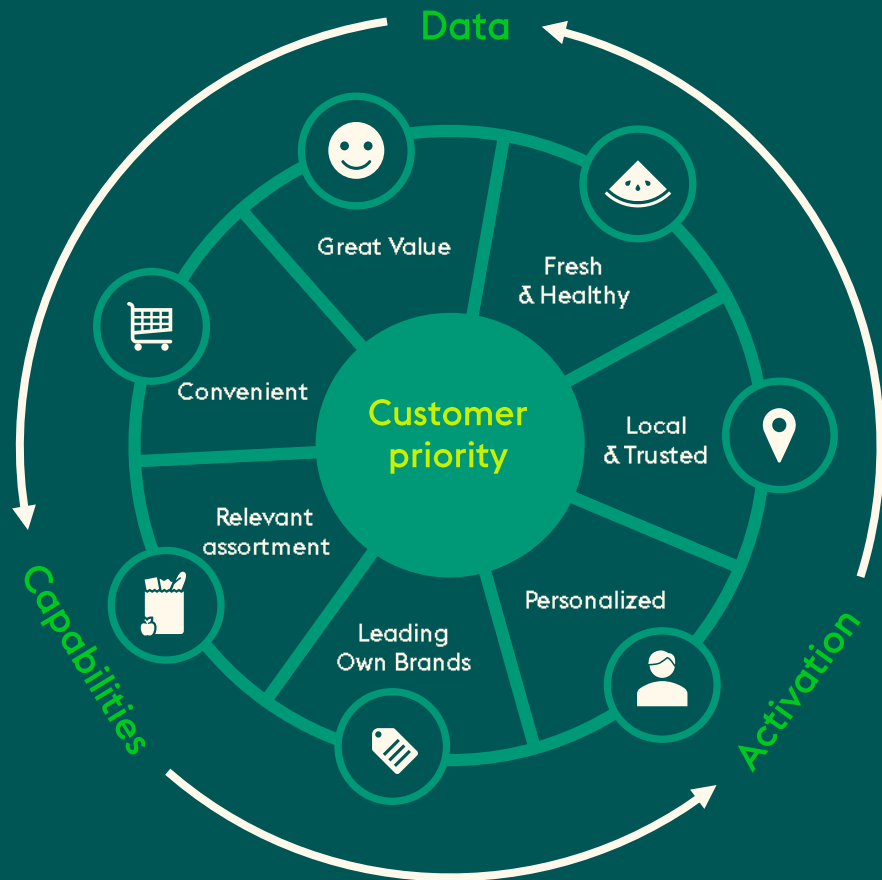 Data
Great Value
Fresh
& Healthy
Convenient
Customer
priority
Local
& Trusted
Relevant
assortment
Personalized
Leading
Own Brands
Capabilities
Activation